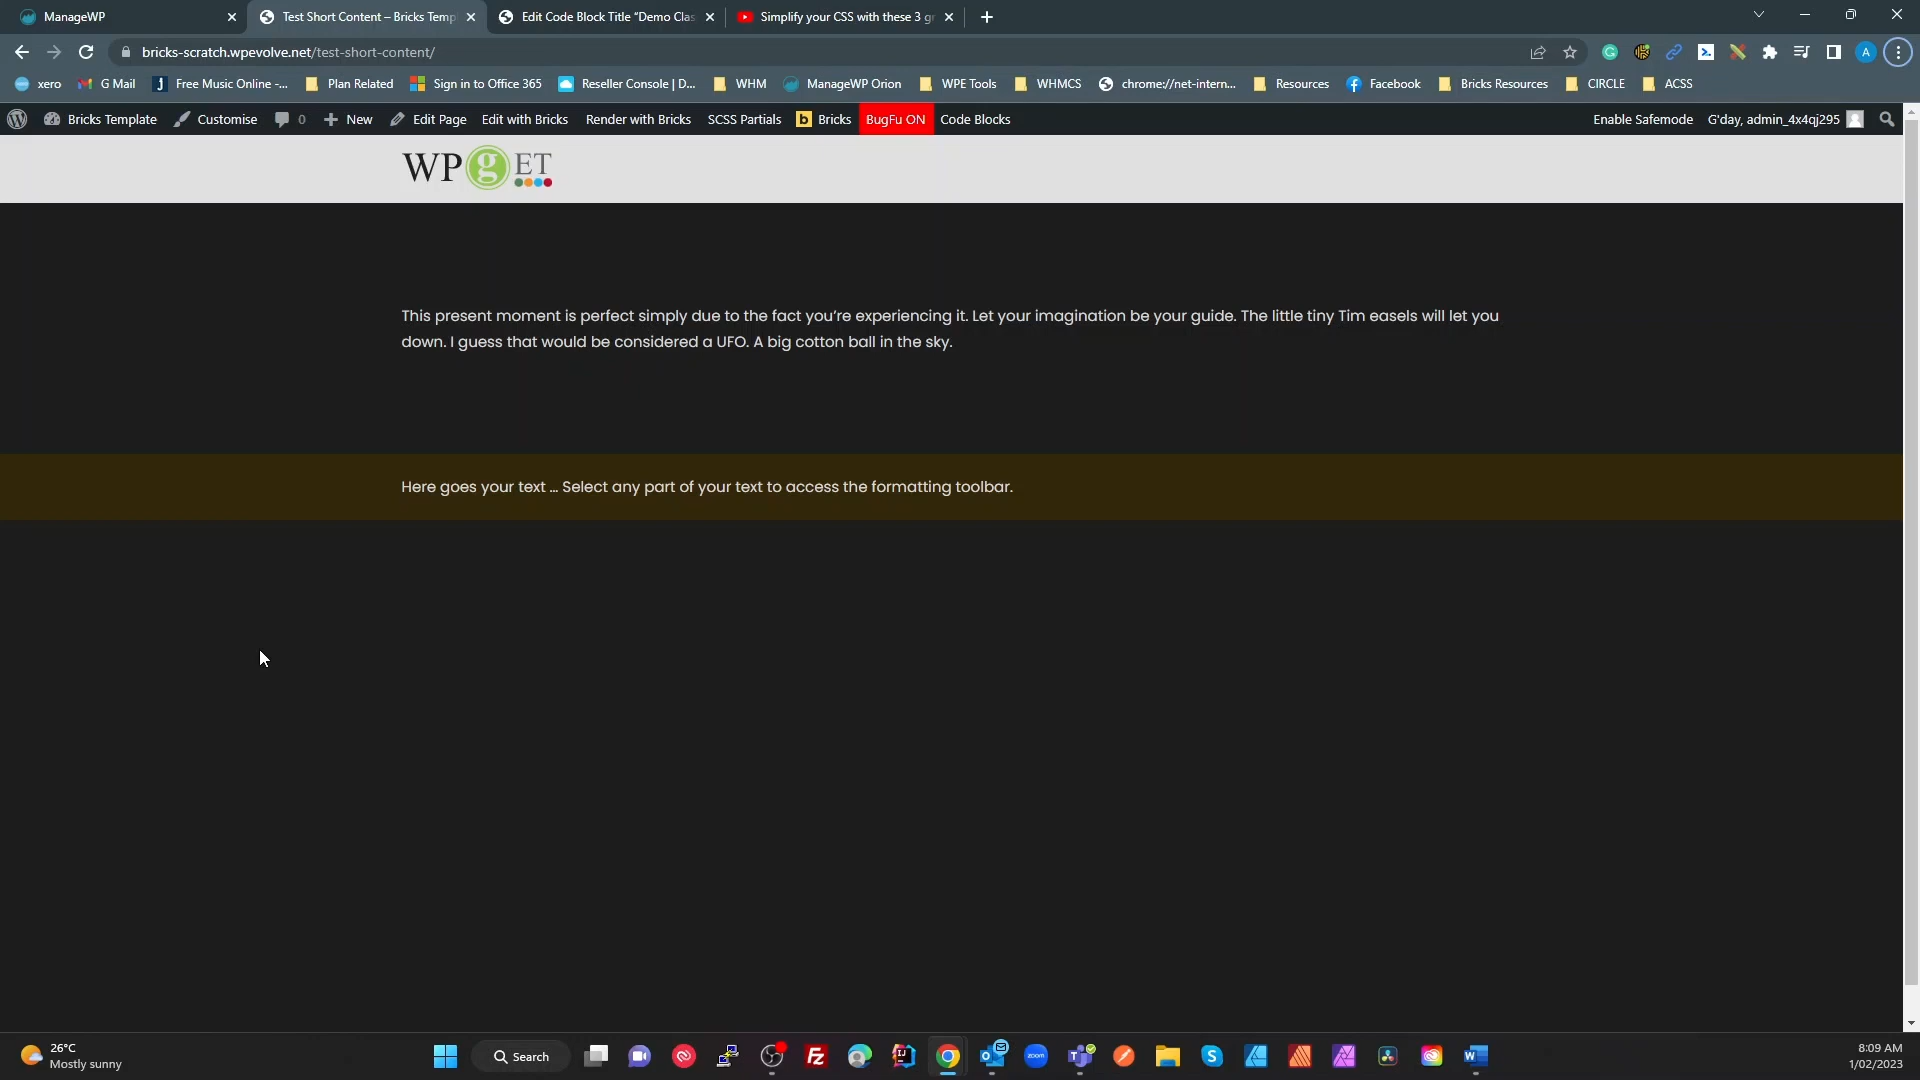 ManageWP
Test Short Content – Bricks Temp
Edit Code Block Title "Demo Clas
Simplify your CSS with these 3 gr
bricks-scratch.wpevolve.net/test-short-content/
A
xero
G Mail
J
Free Music Online -...
Plan Related
Sign in to Office 365
Reseller Console | D...
WHM
ManageWP Orion
WPE Tools
WHMCS
chrome://net-intern...
Resources
Facebook
Bricks Resources
CIRCLE
ACSS
Bricks Template
Customise
0
New
Edit Page
Edit with Bricks
Render with Bricks
SCSS Partials
b
Bricks
BugFu ON
Code Blocks
Enable Safemode
G'day, admin_4x4qj295
WPgET
This present moment is perfect simply due to the fact you're experiencing it. Let your imagination be your guide. The little tiny Tim easels will let you
down. I guess that would be considered a UFO. A big cotton ball in the sky.
Here goes your text ... Select any part of your text to access the formatting toolbar.
26°C
Mostly sunny
Search
8:09 AM
1/02/2023